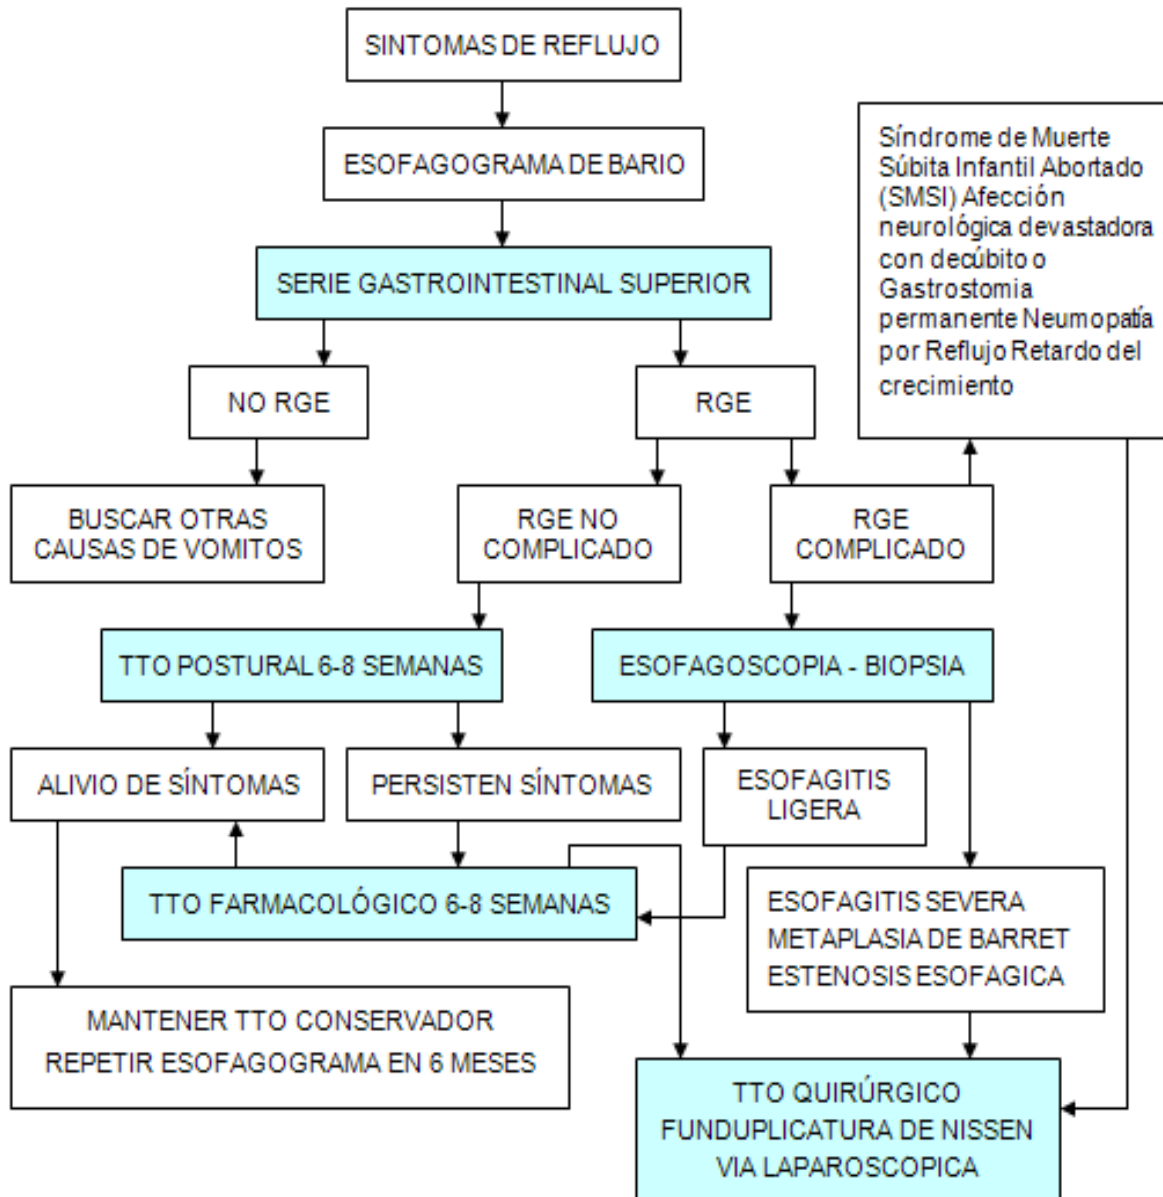 SINTOMAS DE REFLUJO
ESOFAGOGRAMA DE BARIO
Síndrome de Muerte
Súbita Infantil Abortado
(SMSI) Afección
neurológica devastadora
con decúbito o
Gastrostomia
permanente Neumopatía
por Reflujo Retardo del
crecimiento
SERIE GASTROINTESTINAL SUPERIOR
NO RGE
RGE
BUSCAR OTRAS
CAUSAS DE VOMITOS
RGE NO
COMPLICADO
RGE
COMPLICADO
TTO POSTURAL 6-8 SEMANAS
ESOFAGOSCOPIA - BIOPSIA
ALIVIO DE SÍNTOMAS
PERSISTEN SÍNTOMAS
ESOFAGITIS
LIGERA
TTO FARMACOLÓGICO 6-8 SEMANAS
ESOFAGITIS SEVERA
METAPLASIA DE BARRET
ESTENOSIS ESOFAGICA
MANTENER TTO CONSERVADOR
REPETIR ESOFAGOGRAMA EN 6 MESES
TTO QUIRÚRGICO
FUNDUPLICATURA DE NISSEN
VIA LAPAROSCOPICA